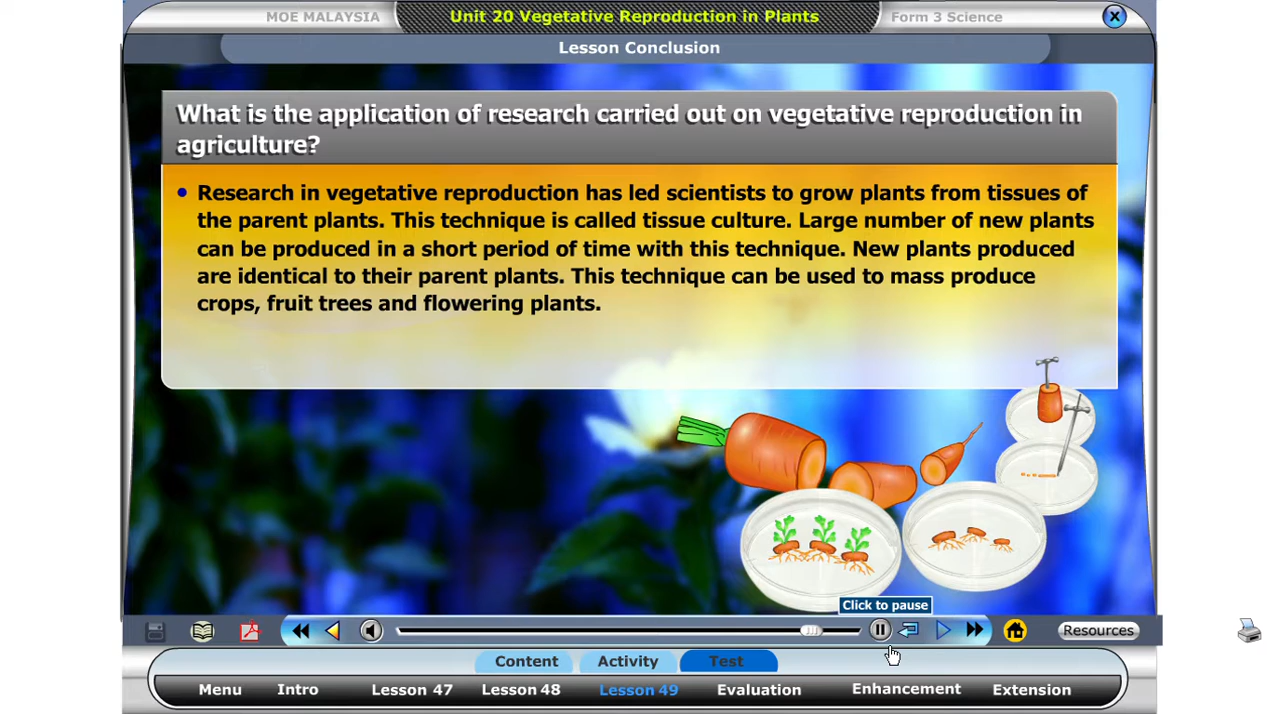 MOE MALAYSIA
Unit 20 Vegetative Reproduction in Plants
Form 3 Science
X
Lesson Conclusion
What is the application of research carried out on vegetative reproduction in
agriculture?
• Research in vegetative reproduction has led scientists to grow plants from tissues of
the parent plants. This technique is called tissue culture. Large number of new plants
can be produced in a short period of time with this technique. New plants produced
are identical to their parent plants. This technique can be used to mass produce
crops, fruit trees and flowering plants.
Click to pause
Resources
Content
Activity
Test
Menu
Intro
Lesson 47
Lesson 48
Lesson 49
Evaluation
Enhancement
Extension